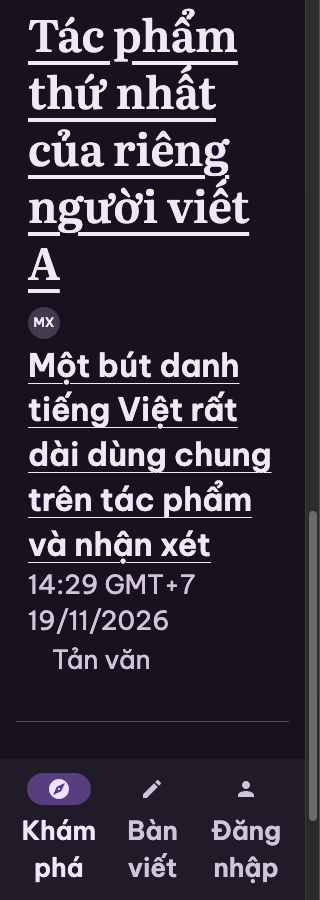 Tác phẩm
thứ nhất
của riêng
người viết
A
MX
Một bút danh
tiếng Việt rất
dài dùng chung
trên tác phẩm
và nhận xét
14:29 GMT+7
19/11/2026
Tản văn
Khám phá
Bàn viết
Đăng nhập